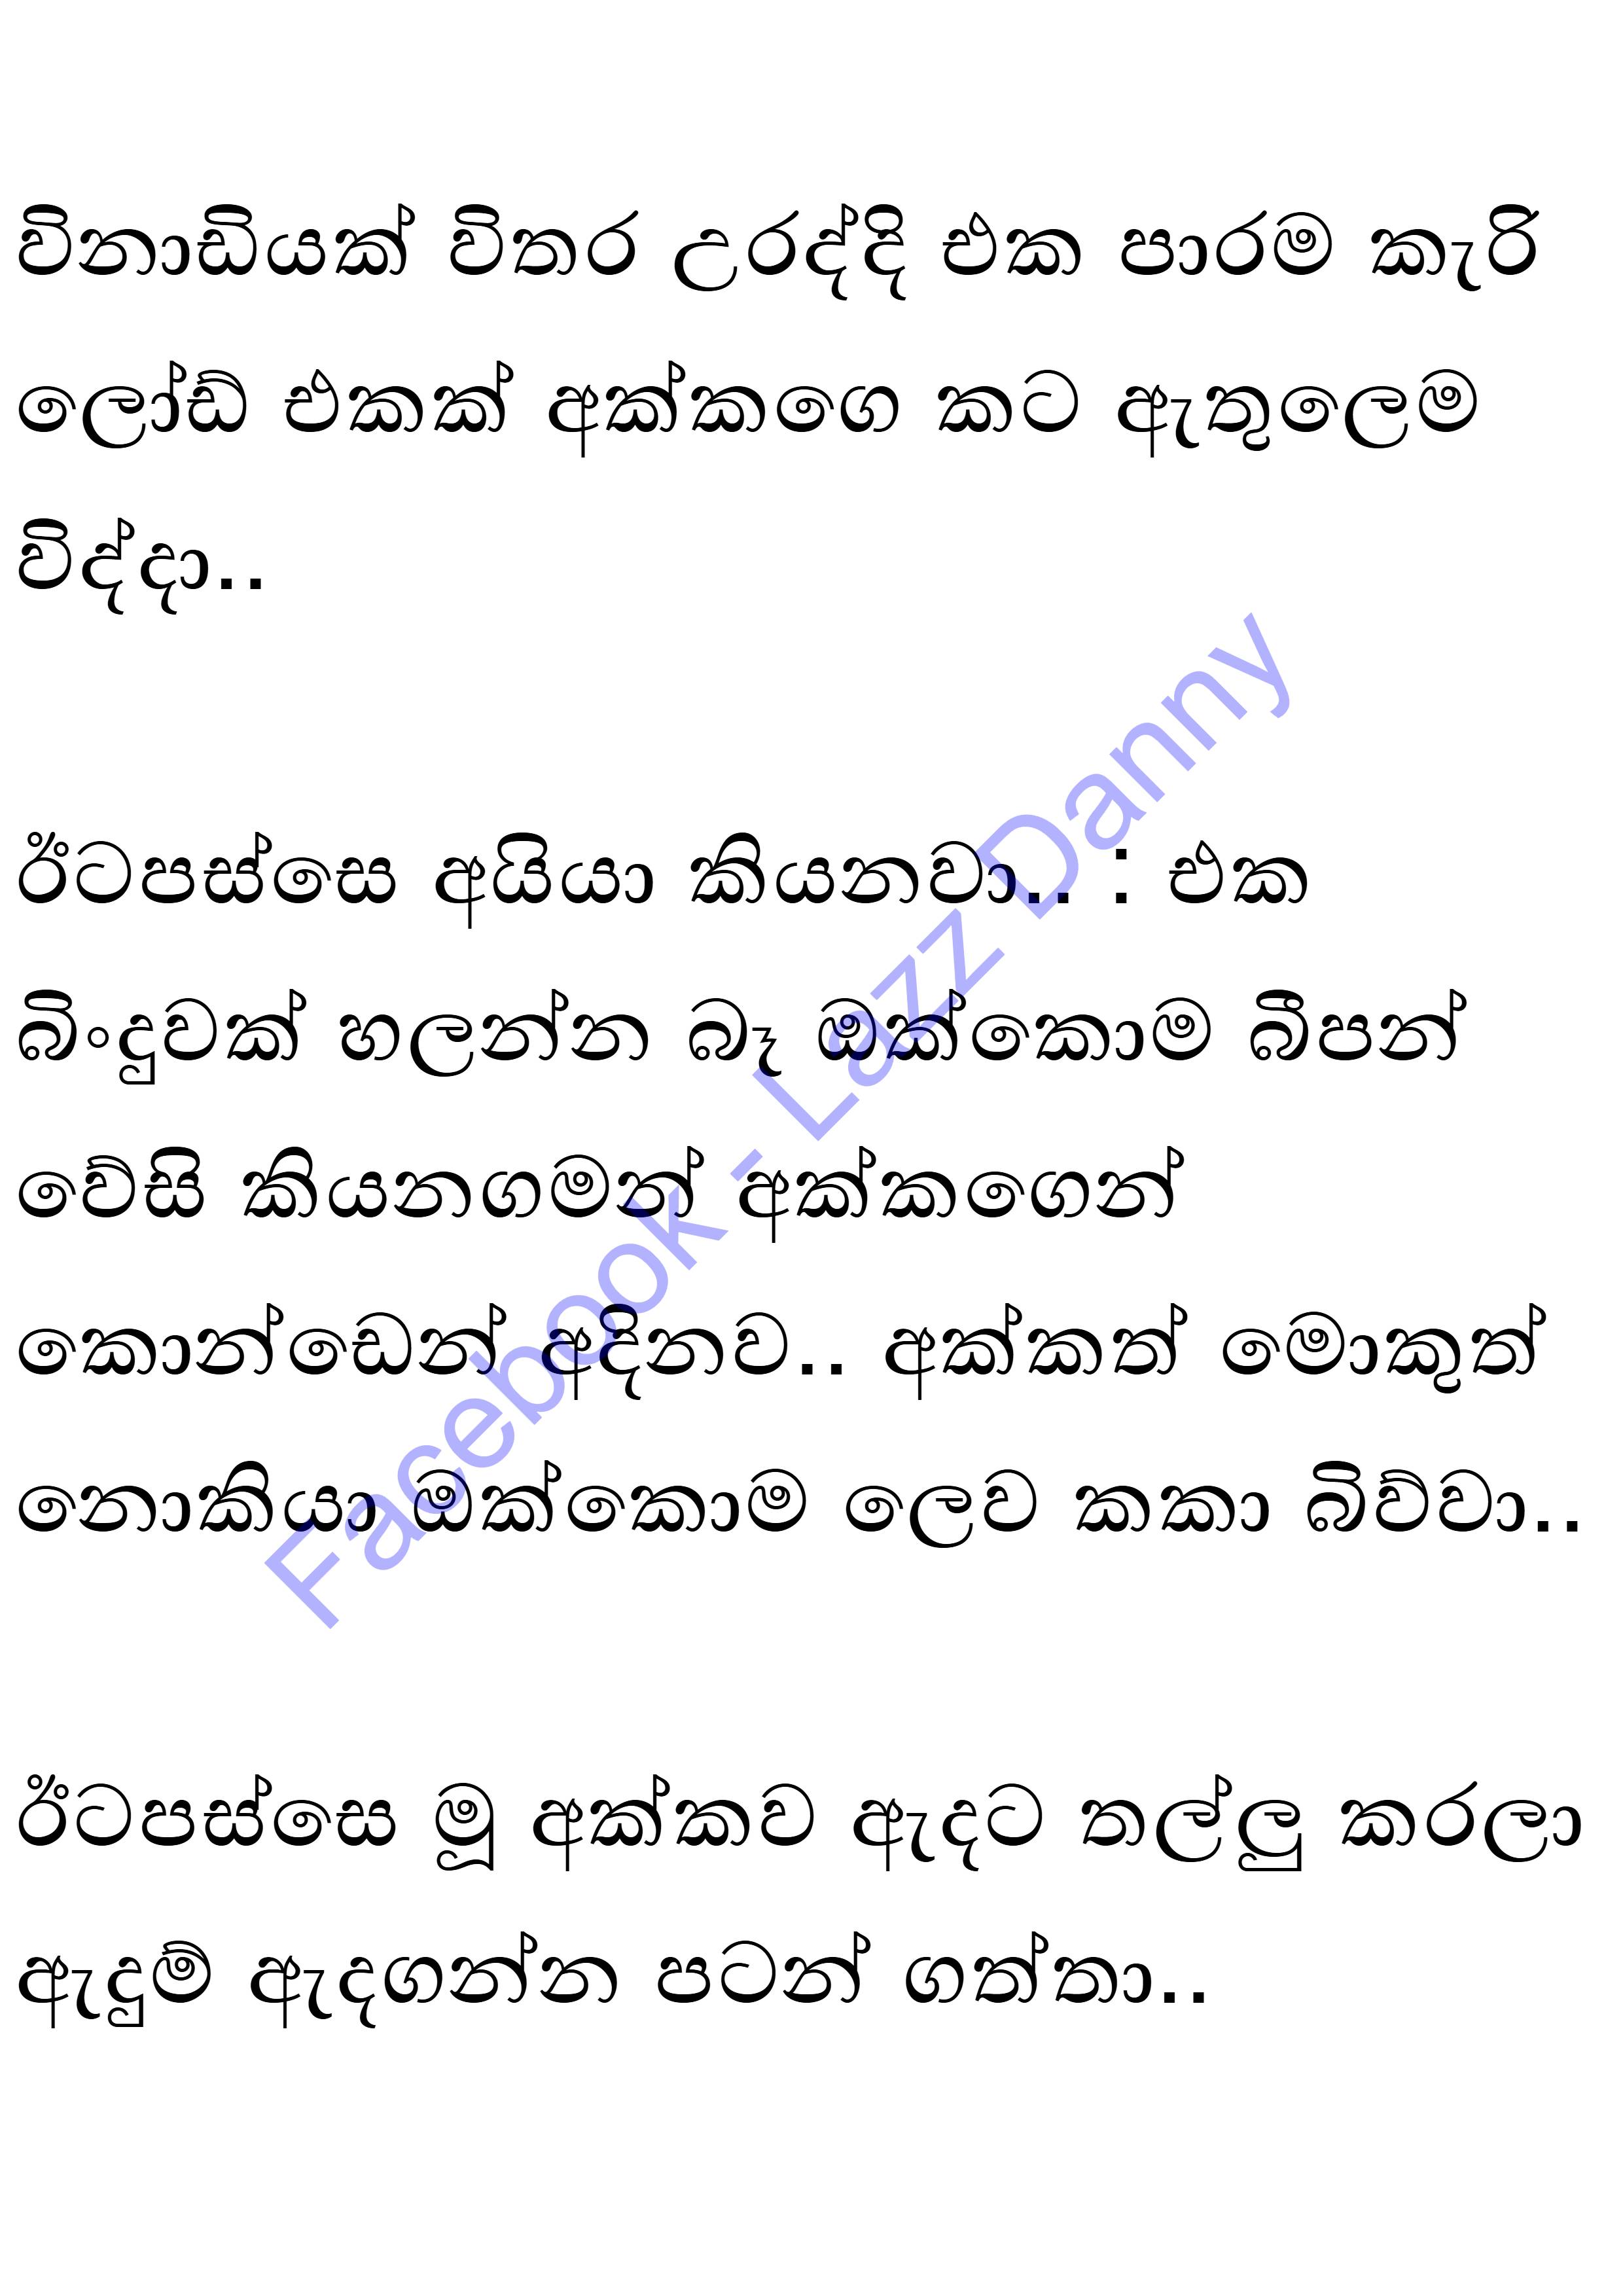 විනාඩියක් විතර උරද්දි එක පාරම කැරි
ලෝඩ් එකක් අක්කගෙ කට ඇතුලෙම
විද්දා..
ඊටපස්සෙ අයියා කියනවා.. : එක
බිංදුවක් හලන්න බෑ ඔක්කොම බීපන්
වේසි කියනගමන් අක්කගෙන්
කොන්ඩෙන් අදිනව.. අක්කත් මොකුත්
නොකියා ඔක්කොම ලෙව කකා බිව්වා..
ඊටපස්සෙ මූ අක්කව ඇදට තල්ලු කරලා
ඇදුම් ඇදගන්න පටන් ගත්තා..
Facebook - Lazz Danny